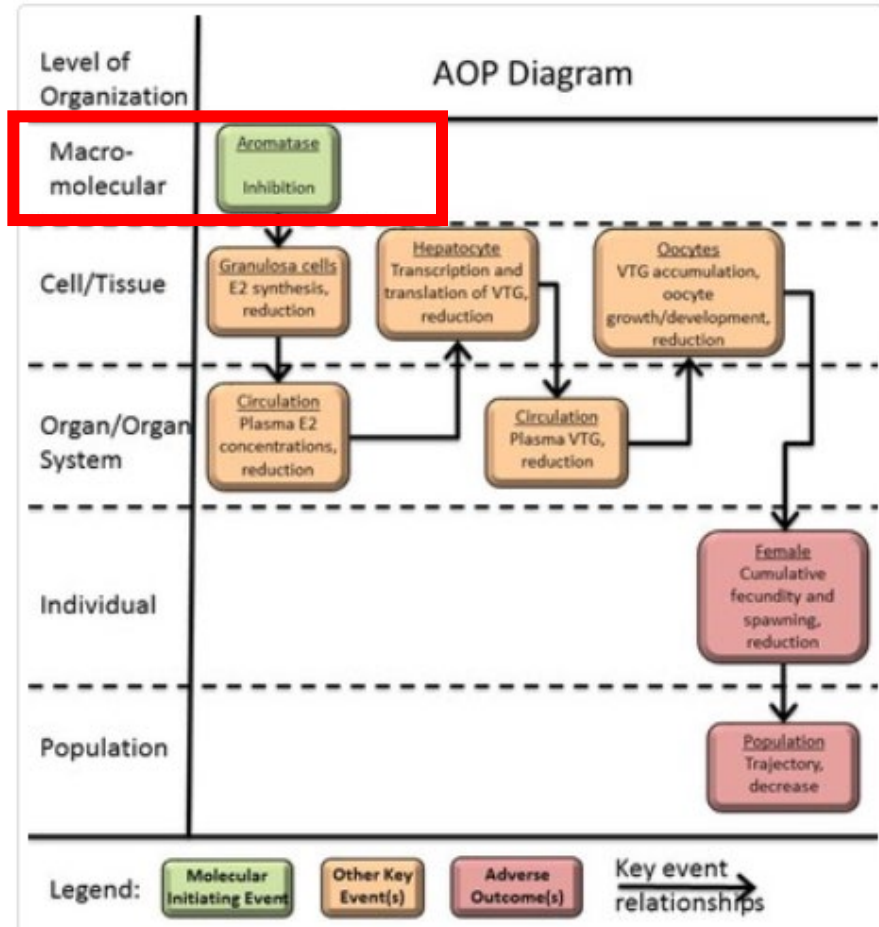 Level of
Organization
AOP Diagram
Macro-
molecular
Aromatase
Inhibition
Cell/Tissue
Granulosa cells
E2 synthesis,
reduction
Hepatocyte
Transcription and
translation of VTG,
reduction
Oocytes
VTG accumulation,
oocyte
growth/development,
reduction
Organ/Organ
System
Circulation
Plasma E2
concentrations,
reduction
Circulation
Plasma VTG,
reduction
Individual
Female
Cumulative
fecundity and
spawning,
reduction
Population
Population
Trajectory,
decrease
Legend:
Molecular
Initiating Event
Other Key
Event(s)
Adverse
Outcome(s)
Key event
relationships